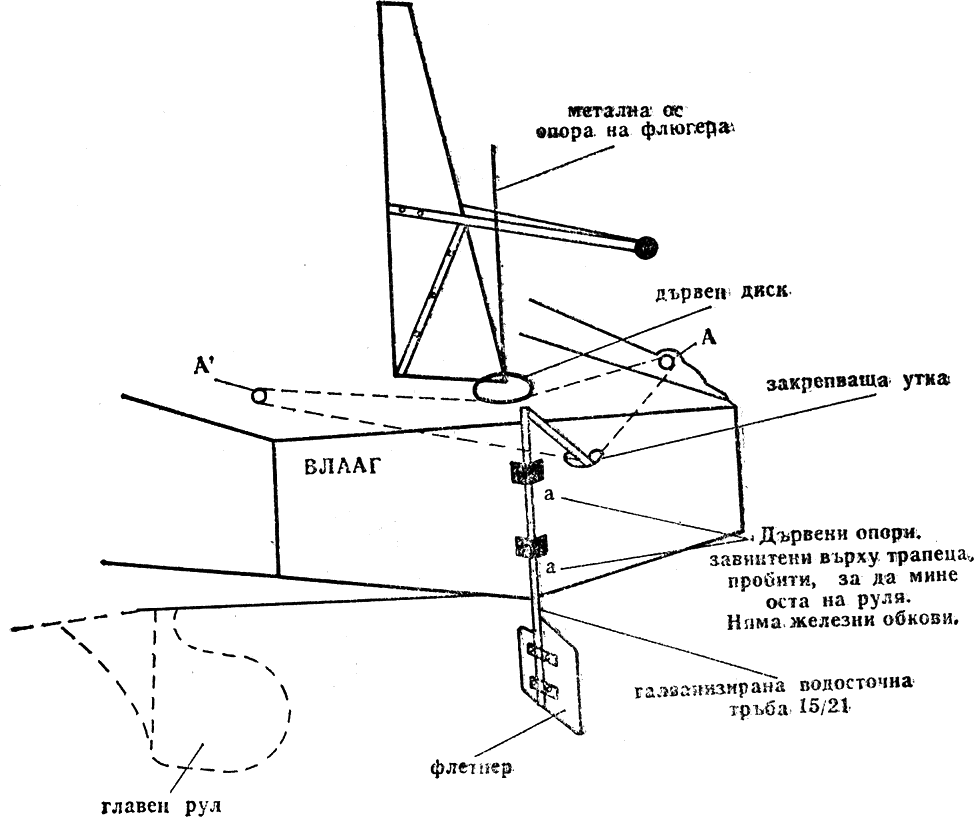 метална ос
опора на флюгера
дървен диск
А
А'
закрепваща утка
ВЛААГ
а
Дървени опори.
завинтени върху трапеца,
пробити, за да мине
оста на руля.
Няма железни обкови.
а
галванизирана водосточна
тръба 15/21
флетнер
главен рул